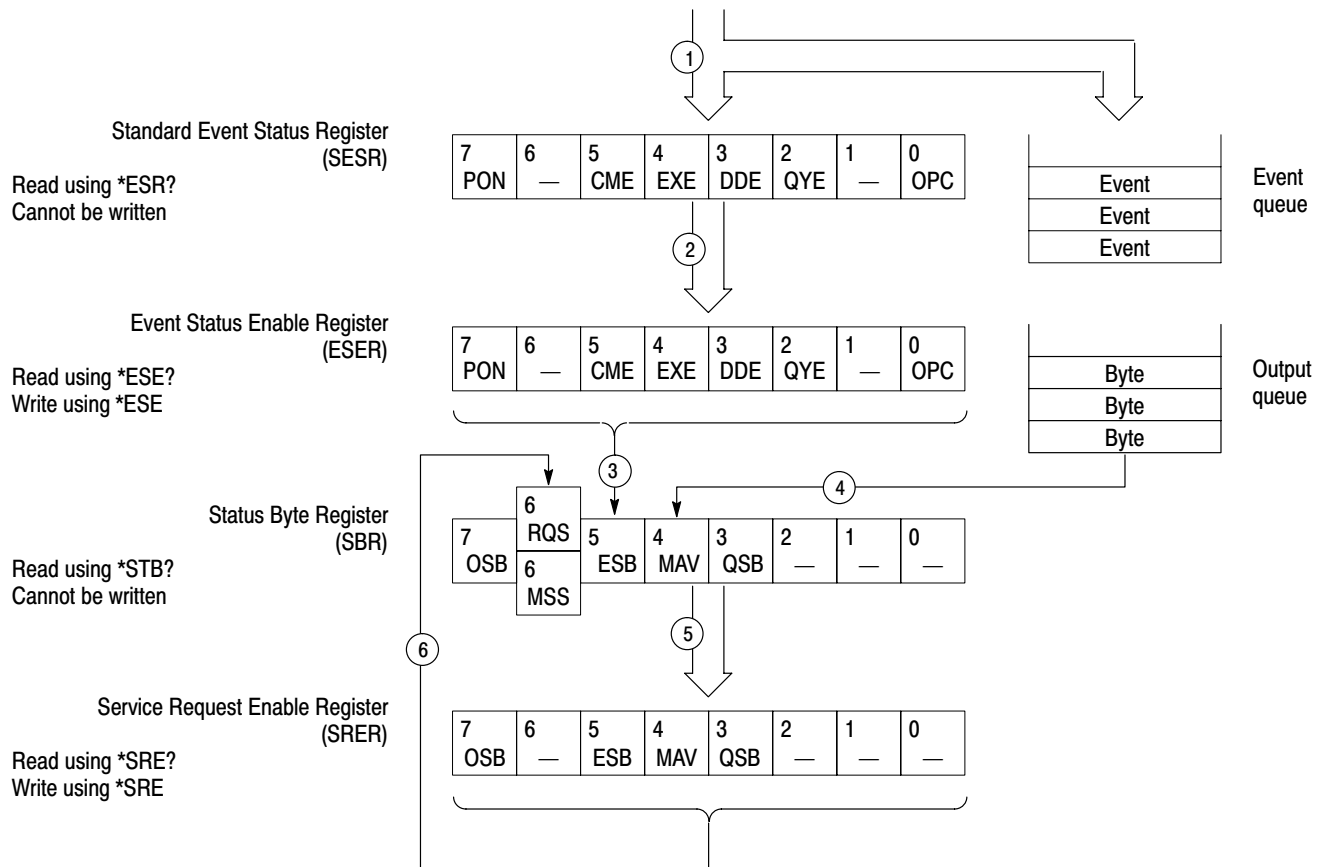 1
Standard Event Status Register
(SESR)
Read using *ESR?
Cannot be written
7 6 5 4 3 2 1 0
PON — CME EXE DDE QYE — OPC
Event
Event
Event
Event
queue
2
Event Status Enable Register
(ESER)
Read using *ESE?
Write using *ESE
7 6 5 4 3 2 1 0
PON — CME EXE DDE QYE — OPC
Byte
Byte
Byte
Output
queue
3
4
Status Byte Register
(SBR)
Read using *STB?
Cannot be written
6
RQS
7 5 4 3 2 1 0
OSB ESB MAV QSB — — —
6
MSS
5
6
Service Request Enable Register
(SRER)
Read using *SRE?
Write using *SRE
7 6 5 4 3 2 1 0
OSB — ESB MAV QSB — — —